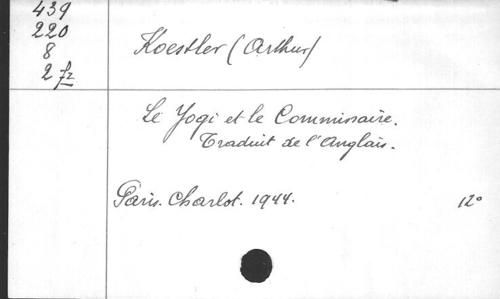 439
220
8
2 fr
Koestler (Arthur)
Le Yogi et le Commissaire.
Traduit de l'Anglais.
Paris. Charlot. 1944. 12°